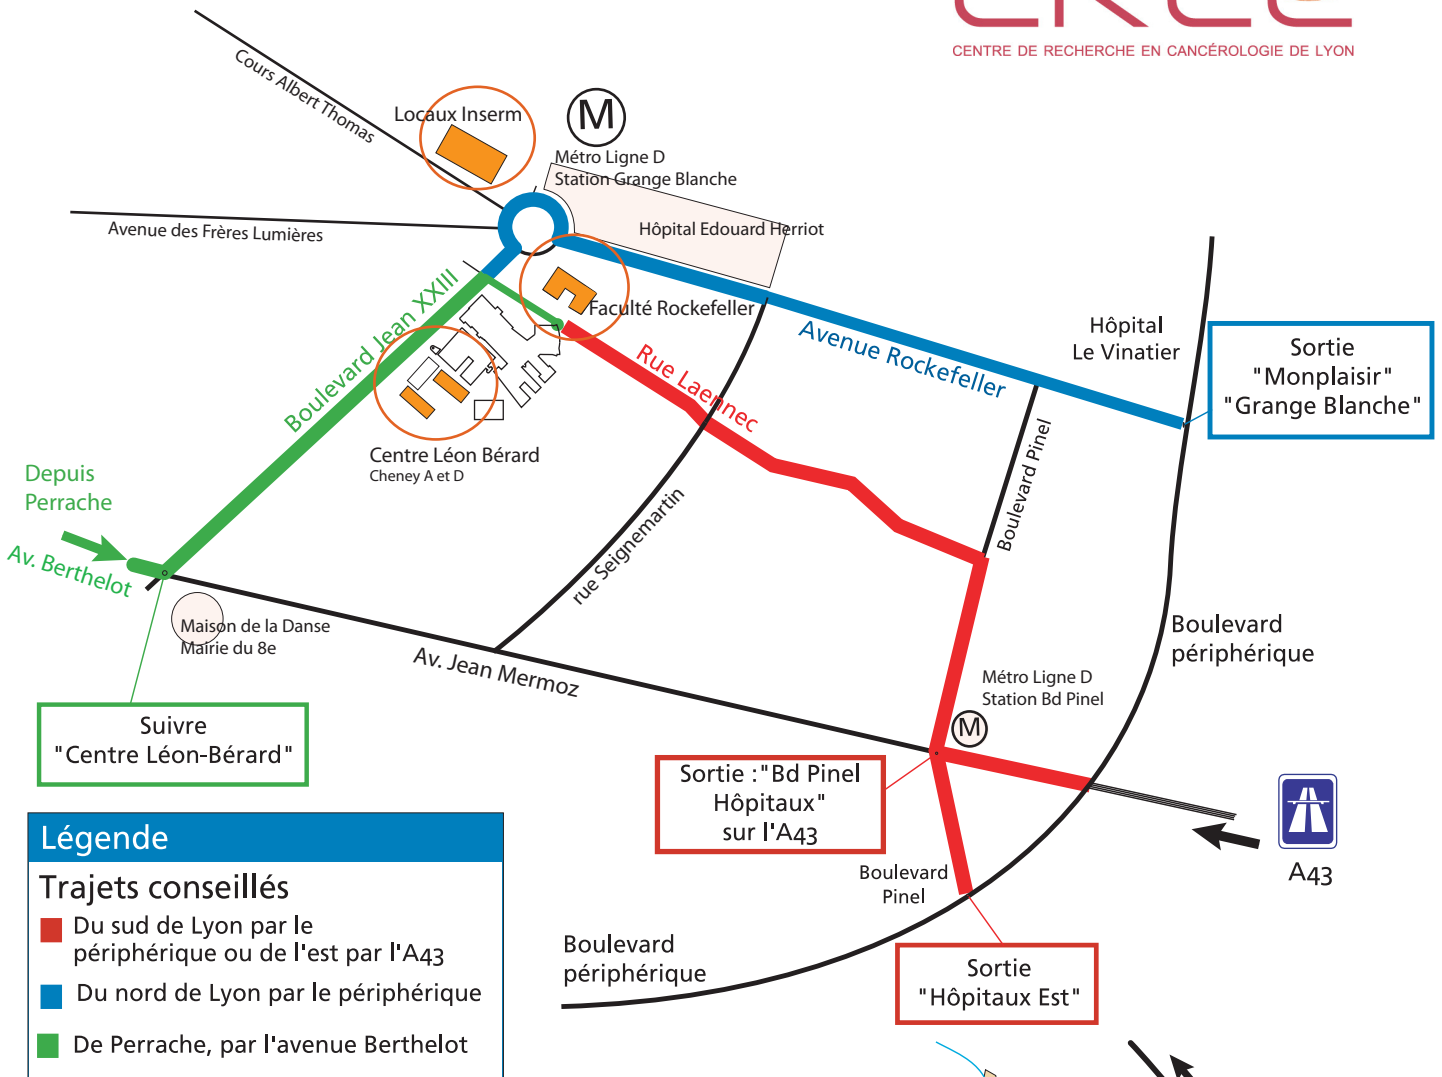 CENTRE DE RECHERCHE EN CANCÉROLOGIE DE LYON
Cours Albert Thomas
Locaux Inserm
M
Métro Ligne D
Station Grange Blanche
Avenue des Frères Lumières
Hôpital Edouard Herriot
Boulevard Jean XXIII
Faculté Rockefeller
Avenue Rockefeller
Hôpital
Le Vinatier
Sortie
"Monplaisir"
"Grange Blanche"
Rue Laennec
Centre Léon Bérard
Cheney A et D
Boulevard Pinel
Depuis
Perrache
Av. Berthelot
rue Seignemartin
Maison de la Danse
Mairie du 8e
Av. Jean Mermoz
Boulevard
périphérique
Métro Ligne D
Station Bd Pinel
M
Suivre
"Centre Léon-Bérard"
Sortie :"Bd Pinel
Hôpitaux"
sur l'A43
A43
Boulevard
Pinel
Boulevard
périphérique
Sortie
"Hôpitaux Est"
Légende
Trajets conseillés
Du sud de Lyon par le
périphérique ou de l'est par l'A43
Du nord de Lyon par le périphérique
De Perrache, par l'avenue Berthelot